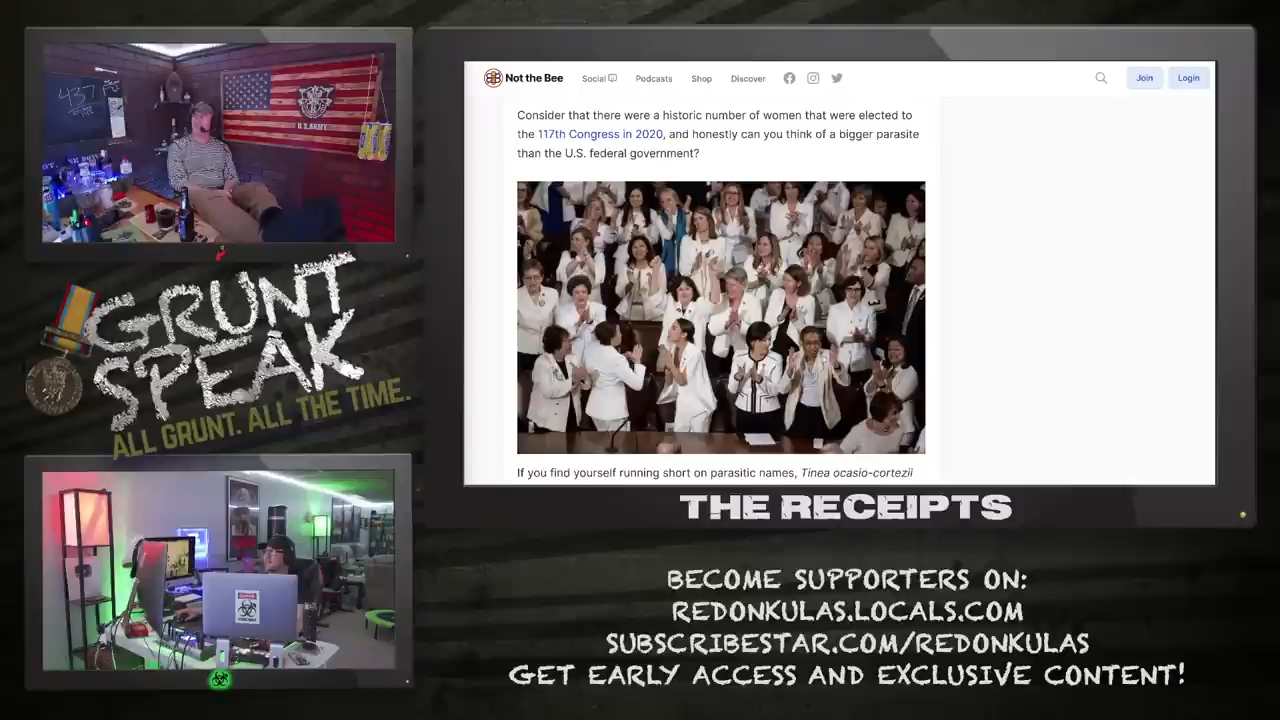 437
U.S. ARMY
GRUNT
SPEAK
ALL GRUNT. ALL THE TIME.
Not the Bee
Social
Podcasts
Shop
Discover
Join
Login
Consider that there were a historic number of women that were elected to
the 117th Congress in 2020, and honestly can you think of a bigger parasite
than the U.S. federal government?
If you find yourself running short on parasitic names, Tinea ocasio-cortezii
THE RECEIPTS
BECOME SUPPORTERS ON:
REDONKULAS.LOCALS.COM
SUBSCRIBESTAR.COM/REDONKULAS
GET EARLY ACCESS AND EXCLUSIVE CONTENT!